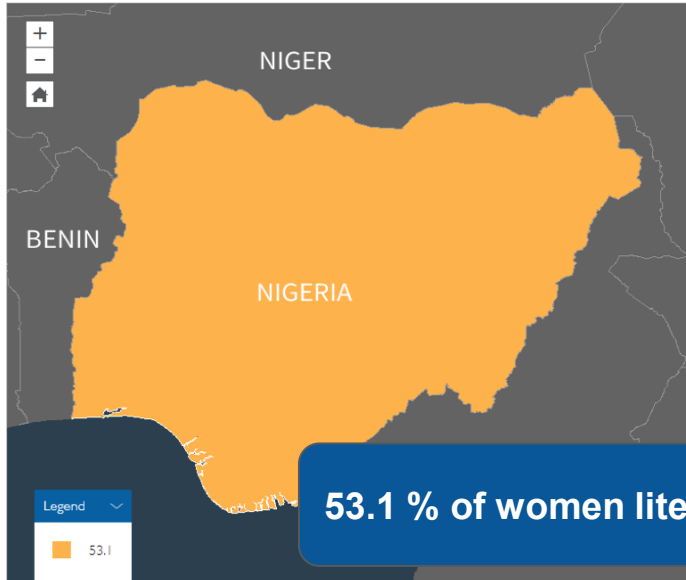 +
−
NIGER
BENIN
NIGERIA
53.1 % of women lite
Legend
53.1